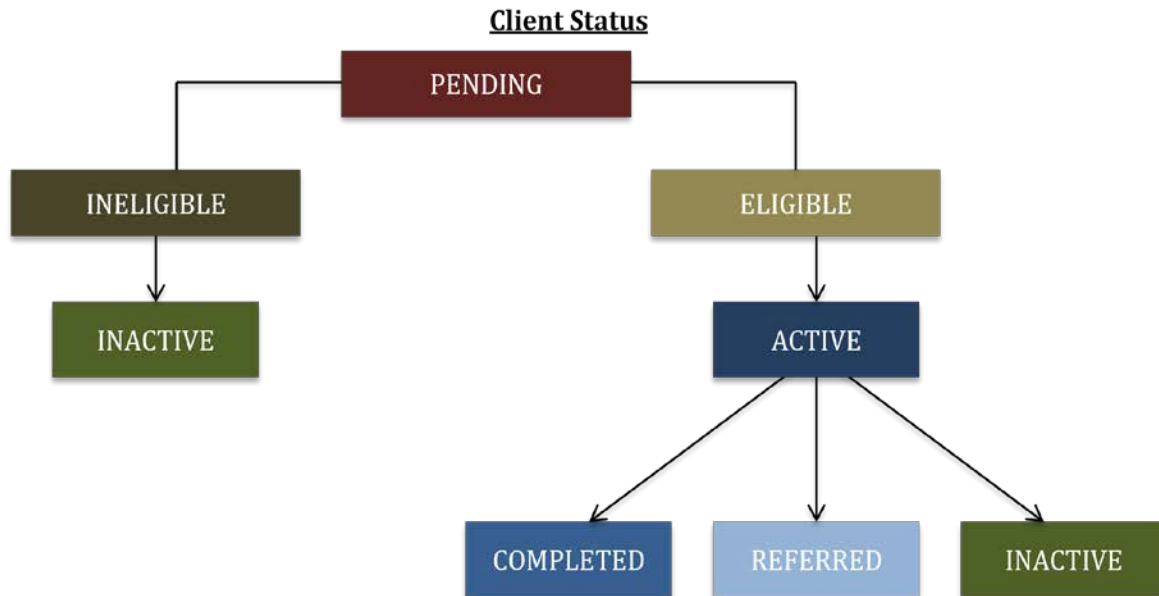 Client Status
PENDING
INELIGIBLE
ELIGIBLE
INACTIVE
ACTIVE
COMPLETED
REFERRED
INACTIVE